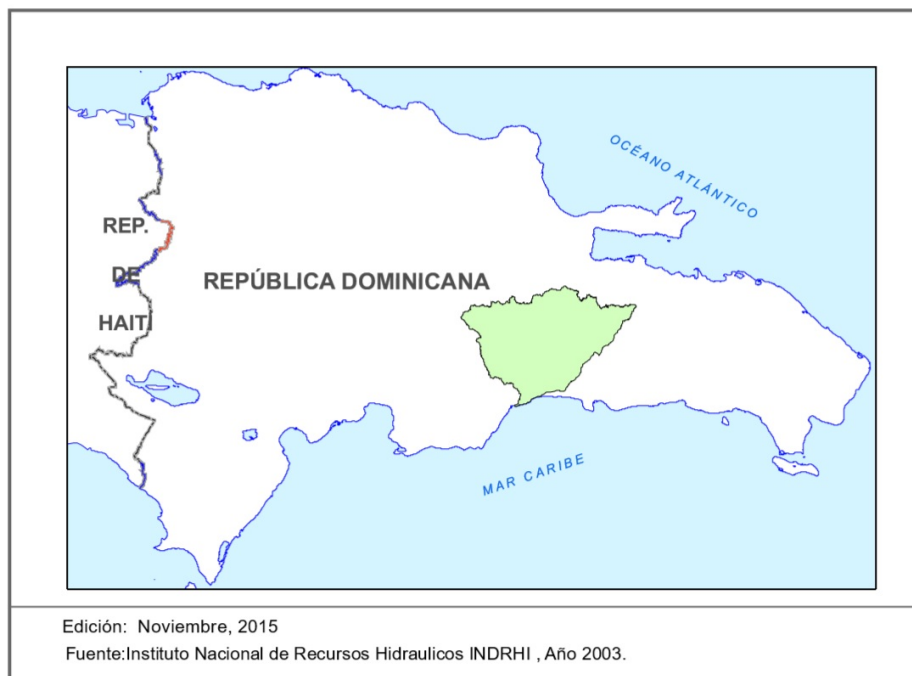 OCÉANO ATLÁNTICO
REP.
DE
HAITI
REPÚBLICA DOMINICANA
MAR CARIBE
Edición: Noviembre, 2015
Fuente:Instituto Nacional de Recursos Hidraulicos INDRHI , Año 2003.